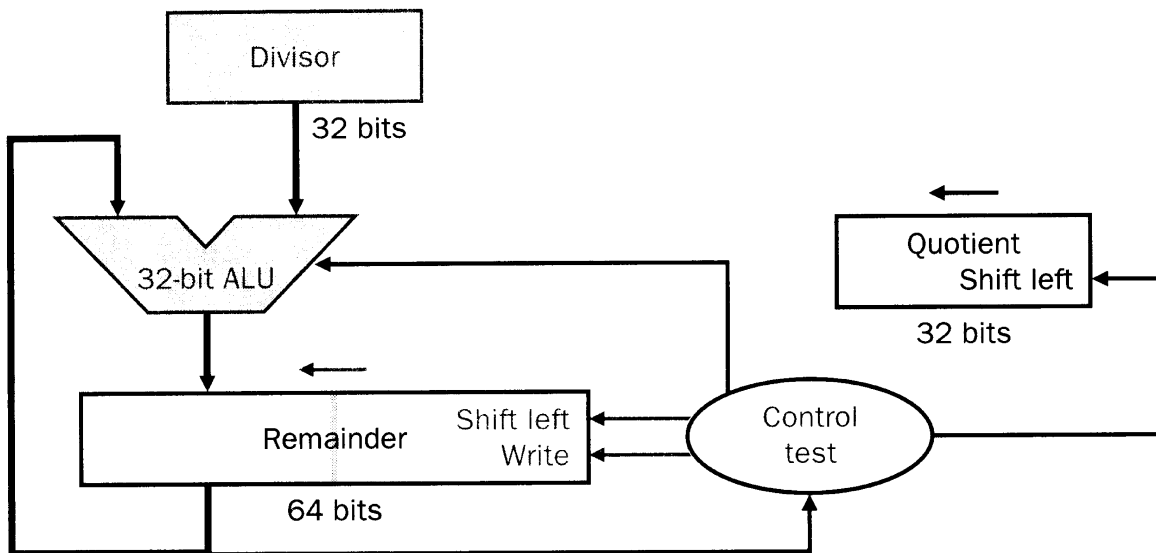 Divisor
32 bits
32-bit ALU
Quotient
Shift left
32 bits
Remainder
Shift left
Write
64 bits
Control
test